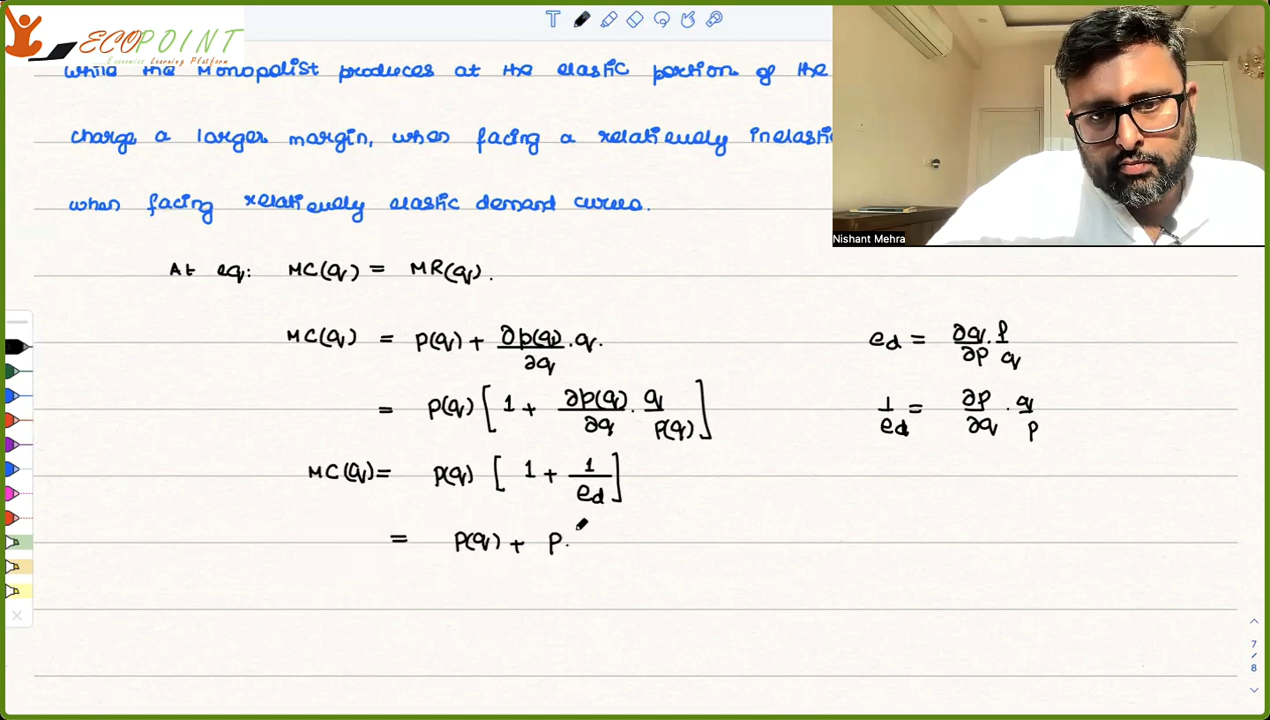 ECOPOINT
Economics Learning Platform
while the Monopolist produces at the elastic portion of the
charge a larger margin, when facing a relatively inelastic
when facing relatively elastic demand curves.
Nishant Mehra
At eq: MC(q) = MR(q).
MC(q) = P(q) + ∂p(q)/∂q · q.
= P(q) [ 1 + ∂p(q)/∂q · q/P(q) ]
MC(q) = P(q) [ 1 + 1/ed ]
= P(q) + P.
ed = ∂q/∂p · P/q
1/ed = ∂p/∂q · q/p
7/8